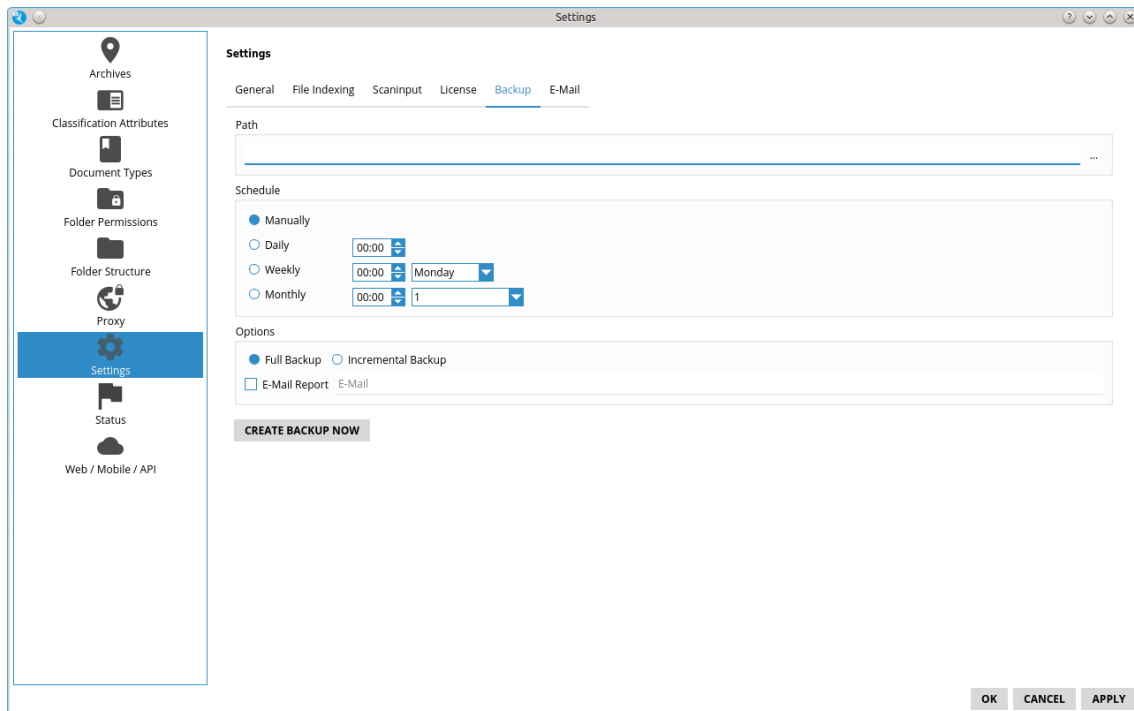 Settings
Archives
Classification Attributes
Document Types
Folder Permissions
Folder Structure
Proxy
Settings
Status
Web / Mobile / API
Settings
General File Indexing Scaninput License Backup E-Mail
Path
...
Schedule
Manually
Daily 00:00
Weekly 00:00 Monday
Monthly 00:00 1
Options
Full Backup Incremental Backup
E-Mail Report E-Mail
CREATE BACKUP NOW
OK CANCEL APPLY